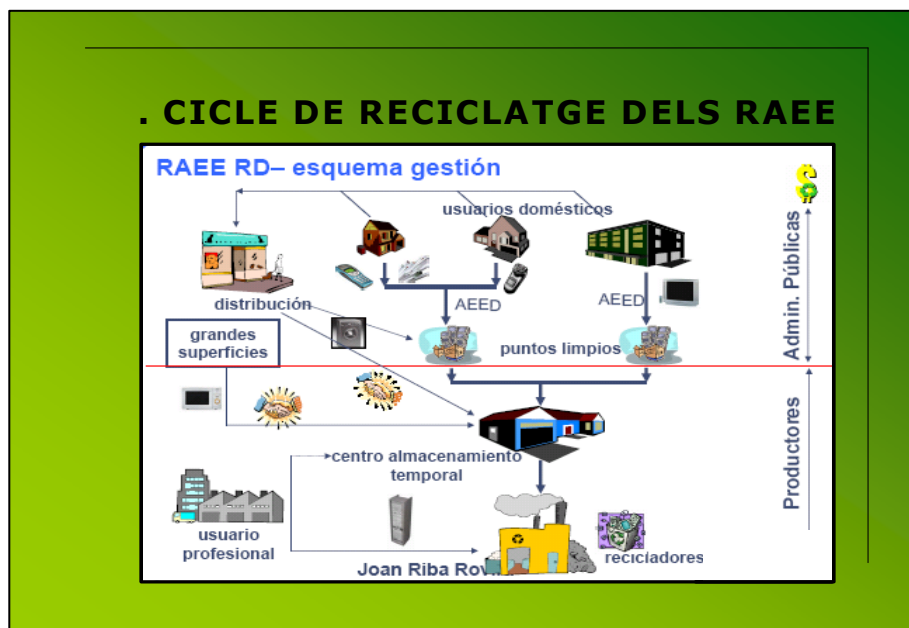 . CICLE DE RECICLATGE DELS RAEE
RAEE RD– esquema gestión
usuarios domésticos
Admin. Públicas
distribución
AEED
AEED
grandes
superficies
puntos limpios
Productores
centro almacenamiento
temporal
usuario
profesional
recicladores
Joan Riba